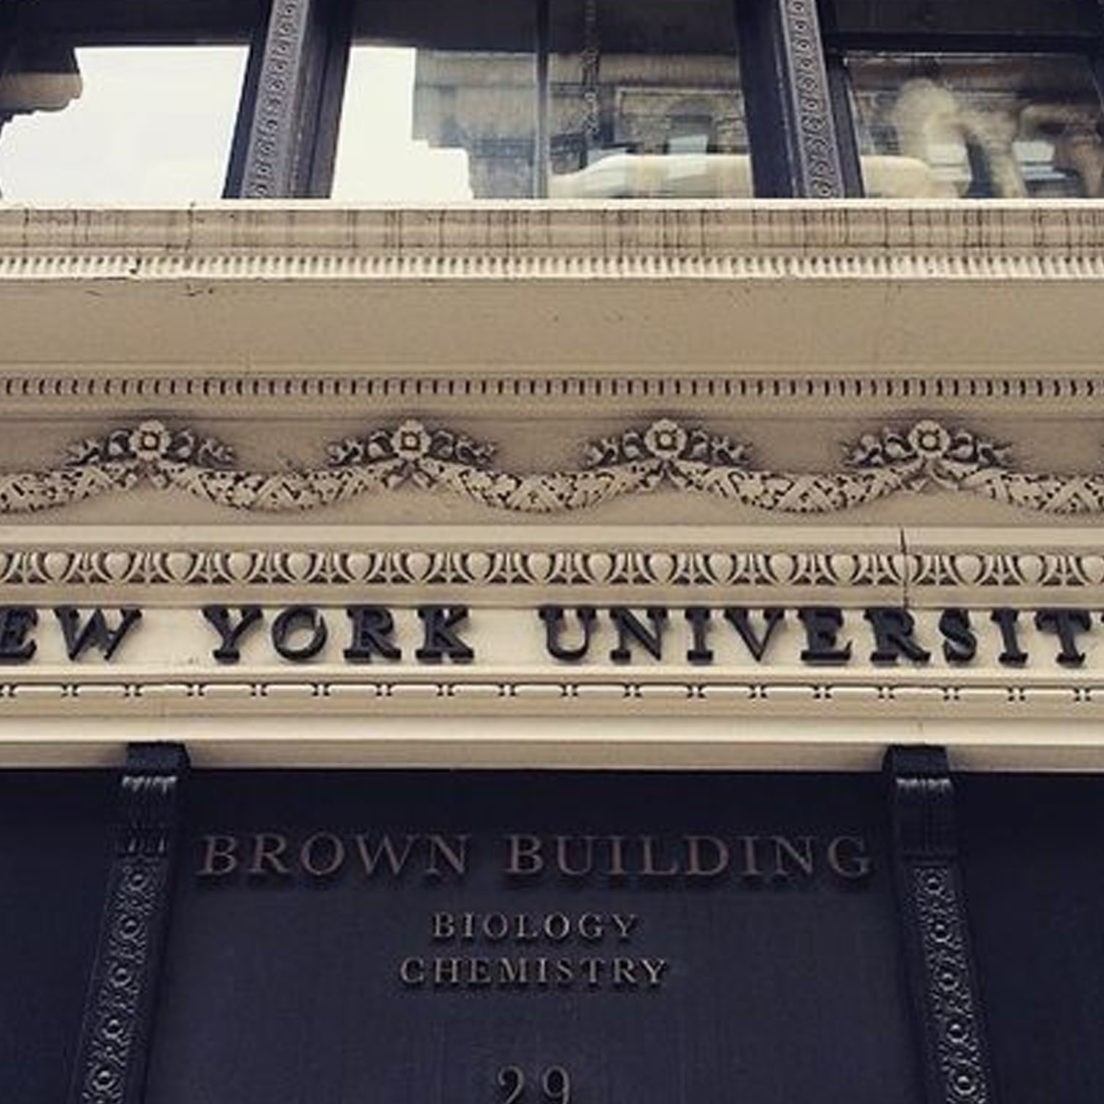 EW YORK UNIVERSIT
BROWN BUILDING
BIOLOGY
CHEMISTRY
29